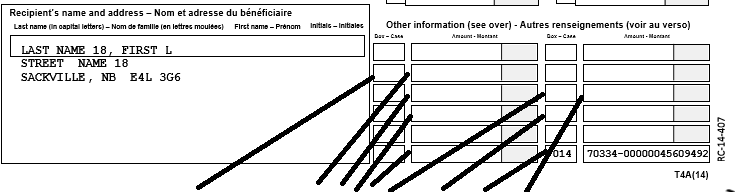 Recipient's name and address – Nom et adresse du bénéficiaire
Last name (in capital letters) – Nom de famille (en lettres moulées) First name – Prénom Initials – Initiales
LAST NAME 18, FIRST L
STREET NAME 18
SACKVILLE, NB E4L 3G6
Other information (see over) - Autres renseignements (voir au verso)
Box – Case Amount - Montant Box – Case Amount - Montant
014 70334-00000045609492
RC-14-407
T4A(14)